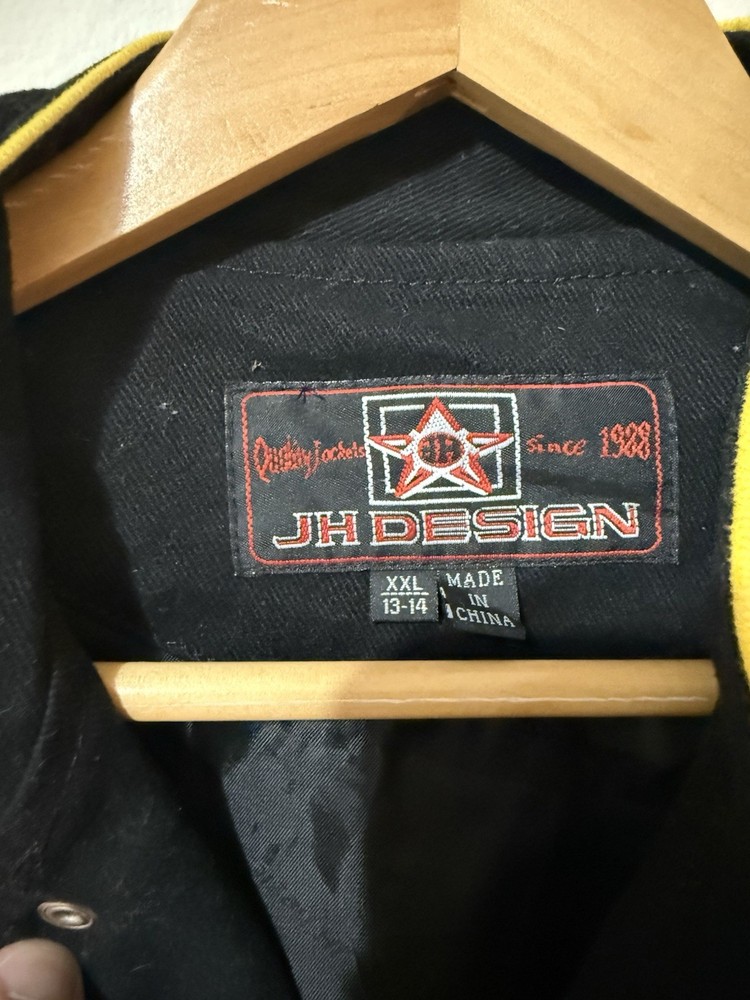 Quality Jackets
Since 1988
JH
JH DESIGN
XXL
13-14
MADE
IN
CHINA